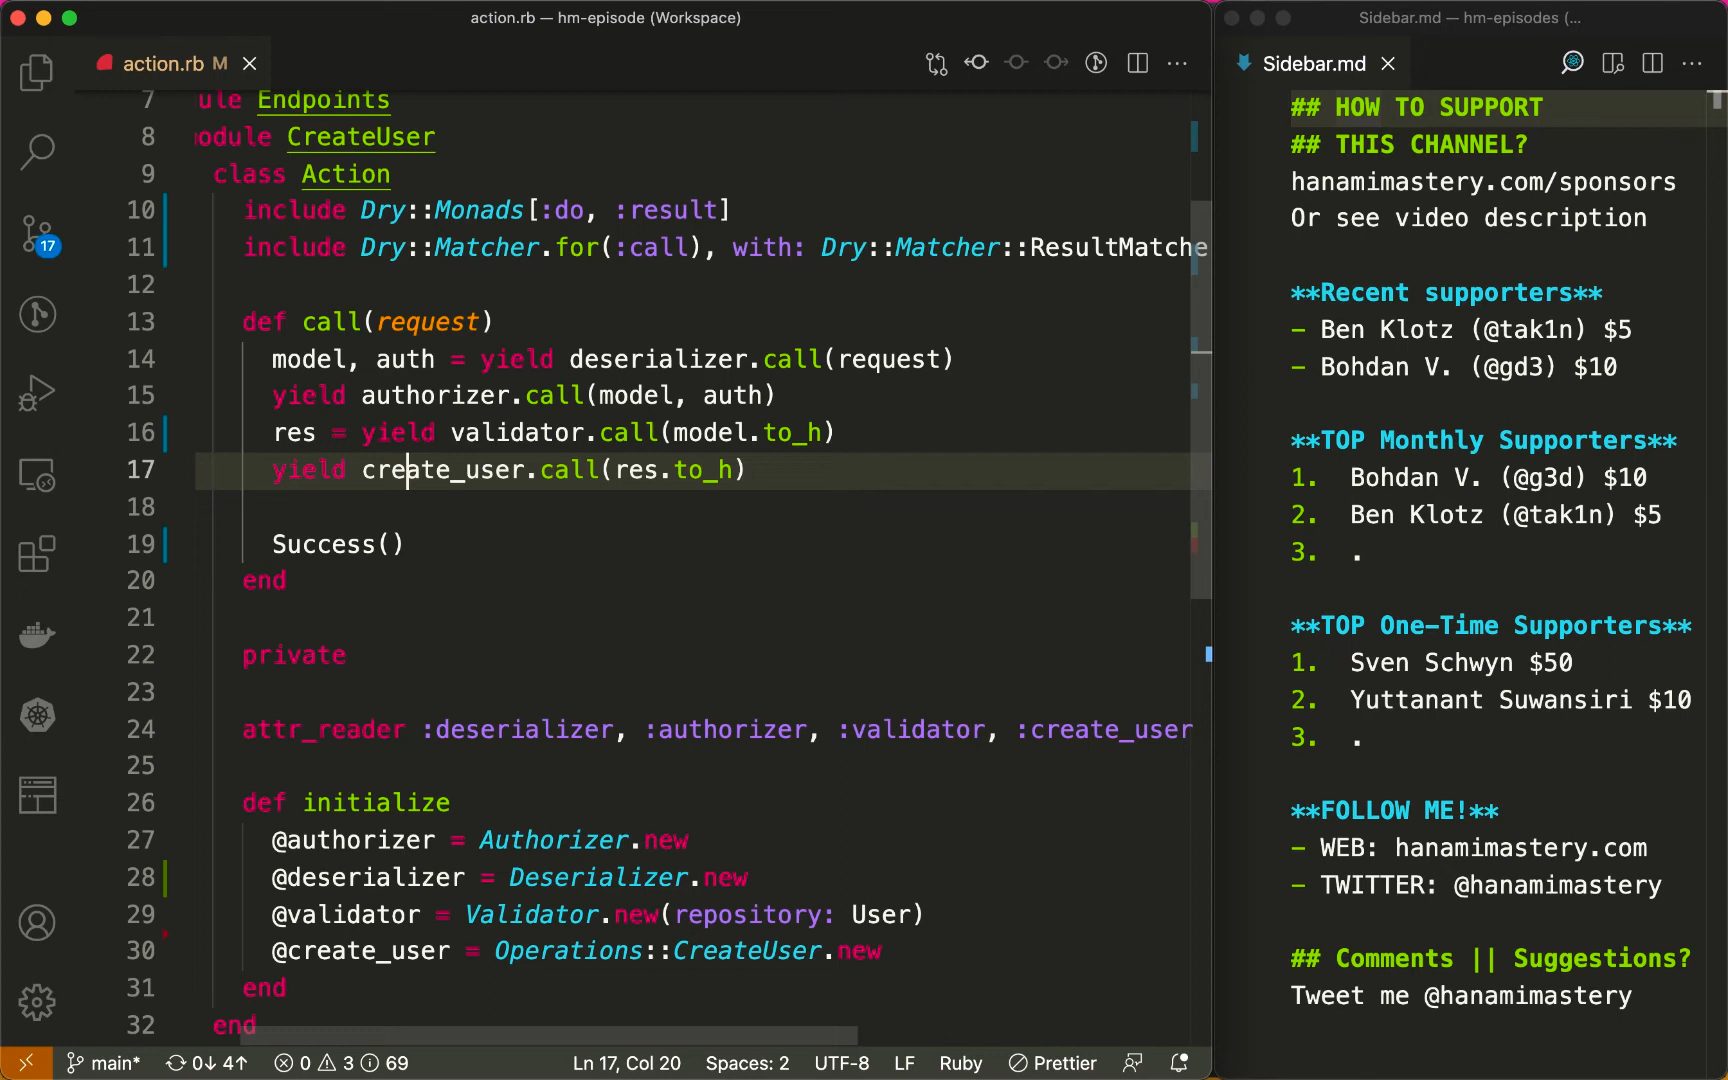 action.rb — hm-episode (Workspace)
action.rb M
7 ule Endpoints
8 odule CreateUser
9 class Action
10 include Dry::Monads[:do, :result]
11 include Dry::Matcher.for(:call), with: Dry::Matcher::ResultMatche
12
13 def call(request)
14 model, auth = yield deserializer.call(request)
15 yield authorizer.call(model, auth)
16 res = yield validator.call(model.to_h)
17 yield create_user.call(res.to_h)
18
19 Success()
20 end
21
22 private
23
24 attr_reader :deserializer, :authorizer, :validator, :create_user
25
26 def initialize
27 @authorizer = Authorizer.new
28 @deserializer = Deserializer.new
29 @validator = Validator.new(repository: User)
30 @create_user = Operations::CreateUser.new
31 end
32 end
17
main* 0↓ 4↑ 0 3 69 Ln 17, Col 20 Spaces: 2 UTF-8 LF Ruby Prettier
Sidebar.md — hm-episodes (...
Sidebar.md
## HOW TO SUPPORT
## THIS CHANNEL?
hanamimastery.com/sponsors
Or see video description
**Recent supporters**
- Ben Klotz (@tak1n) $5
- Bohdan V. (@gd3) $10
**TOP Monthly Supporters**
1. Bohdan V. (@g3d) $10
2. Ben Klotz (@tak1n) $5
3. .
**TOP One-Time Supporters**
1. Sven Schwyn $50
2. Yuttanant Suwansiri $10
3. .
**FOLLOW ME!**
- WEB: hanamimastery.com
- TWITTER: @hanamimastery
## Comments || Suggestions?
Tweet me @hanamimastery